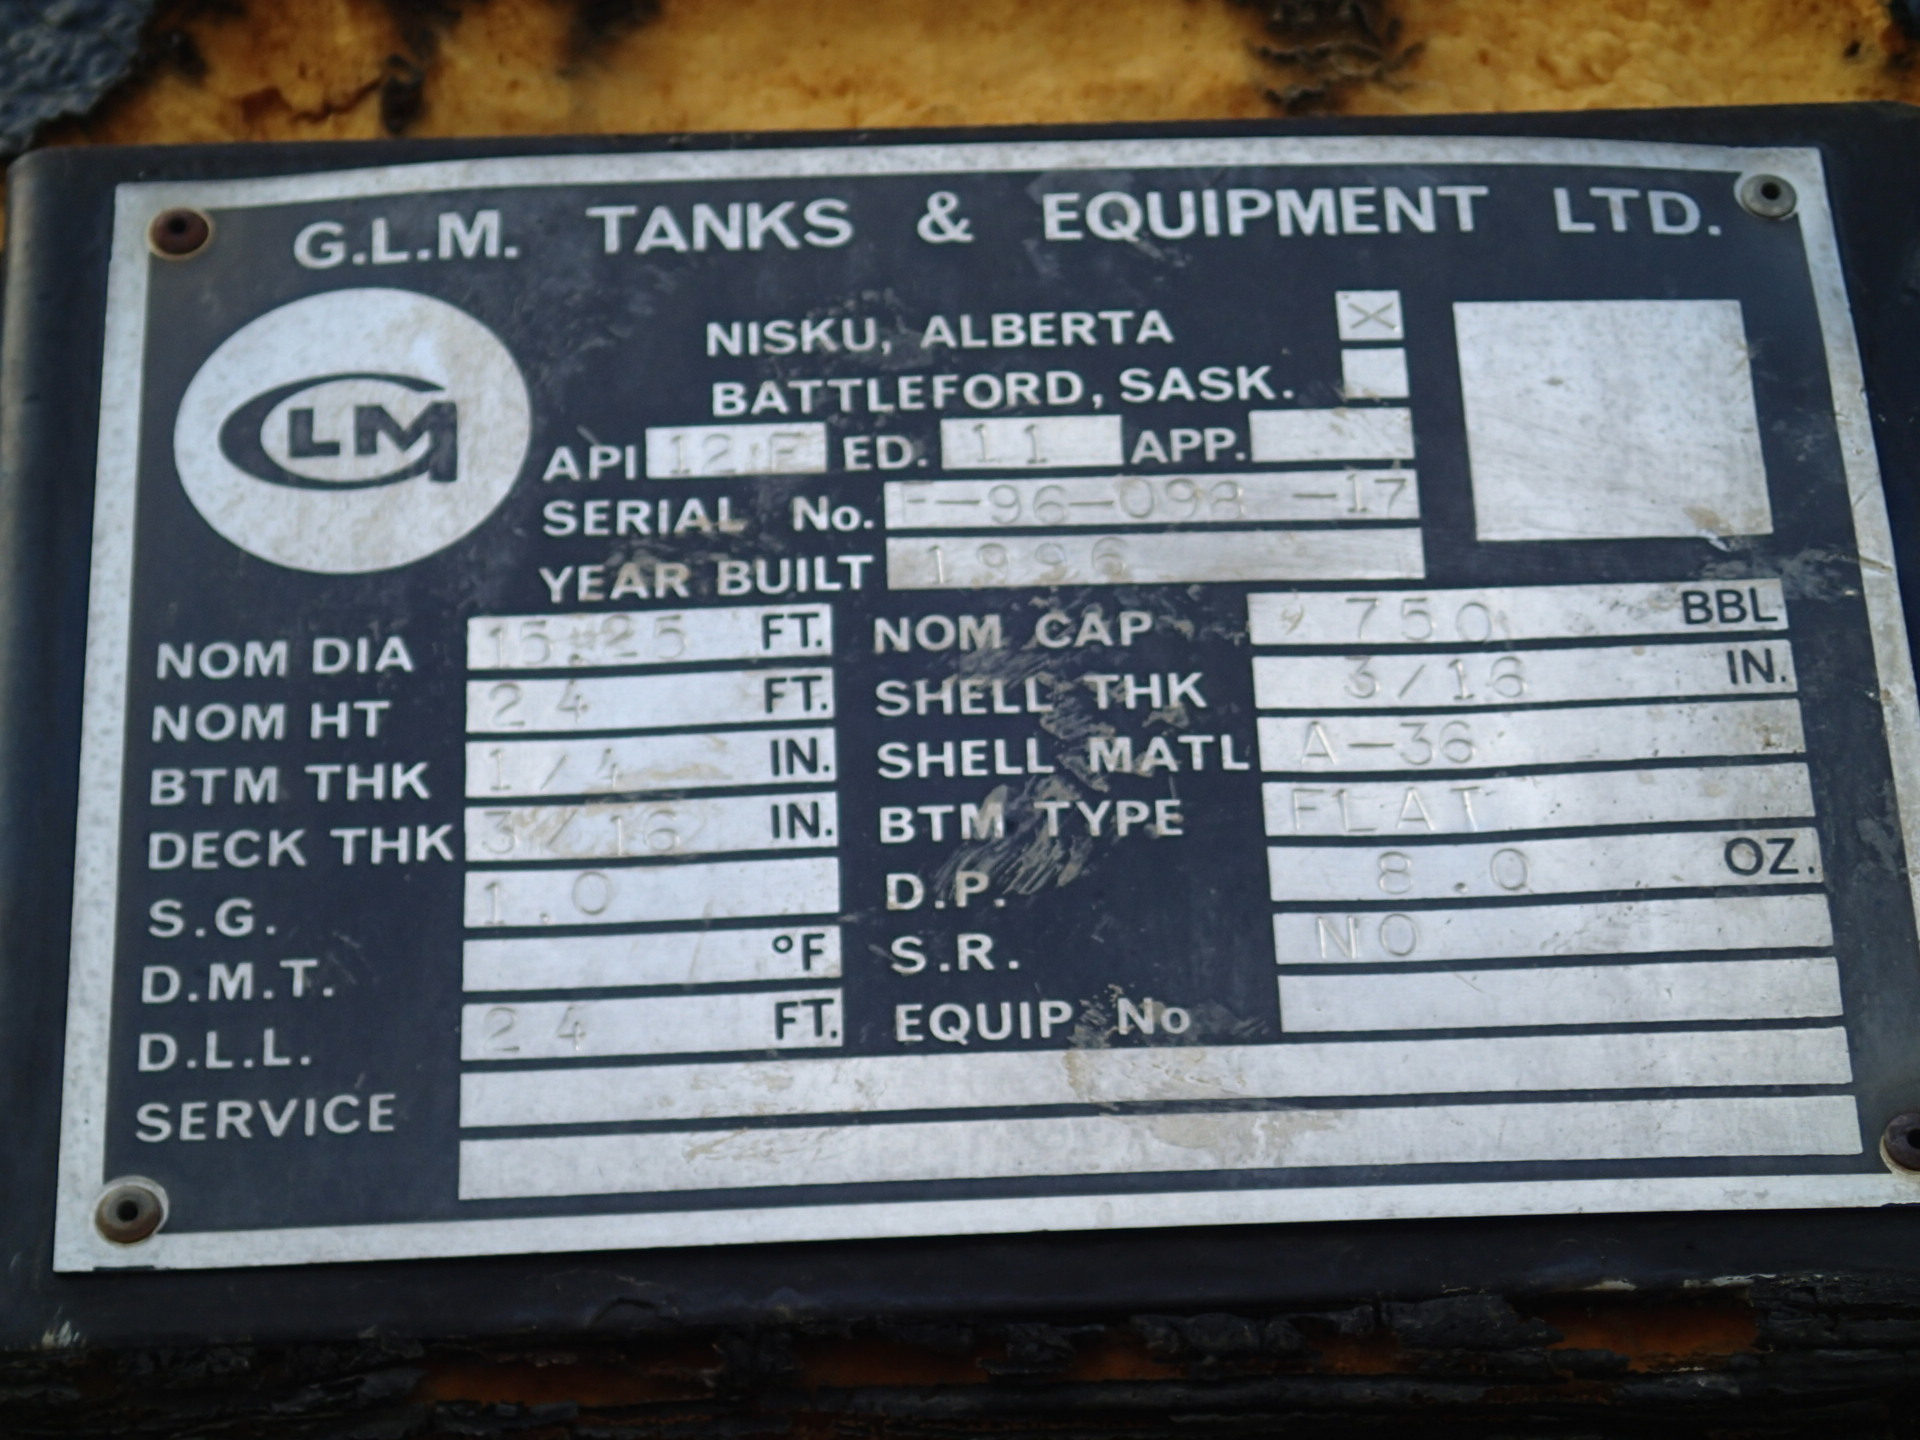 G.L.M. TANKS & EQUIPMENT LTD.
GLM
NISKU, ALBERTA X
BATTLEFORD, SASK.
API 12 F ED. 11 APP.
SERIAL No. F-96-098 -17
YEAR BUILT 1996
NOM DIA 15.25 FT. NOM CAP 750 BBL
NOM HT 24 FT. SHELL THK 3/16 IN.
BTM THK 1/4 IN. SHELL MATL A-36
DECK THK 3/16 IN. BTM TYPE FLAT
S.G. 1.0 D.P. 8.0 OZ.
D.M.T. °F S.R. NO
D.L.L. 24 FT. EQUIP No
SERVICE